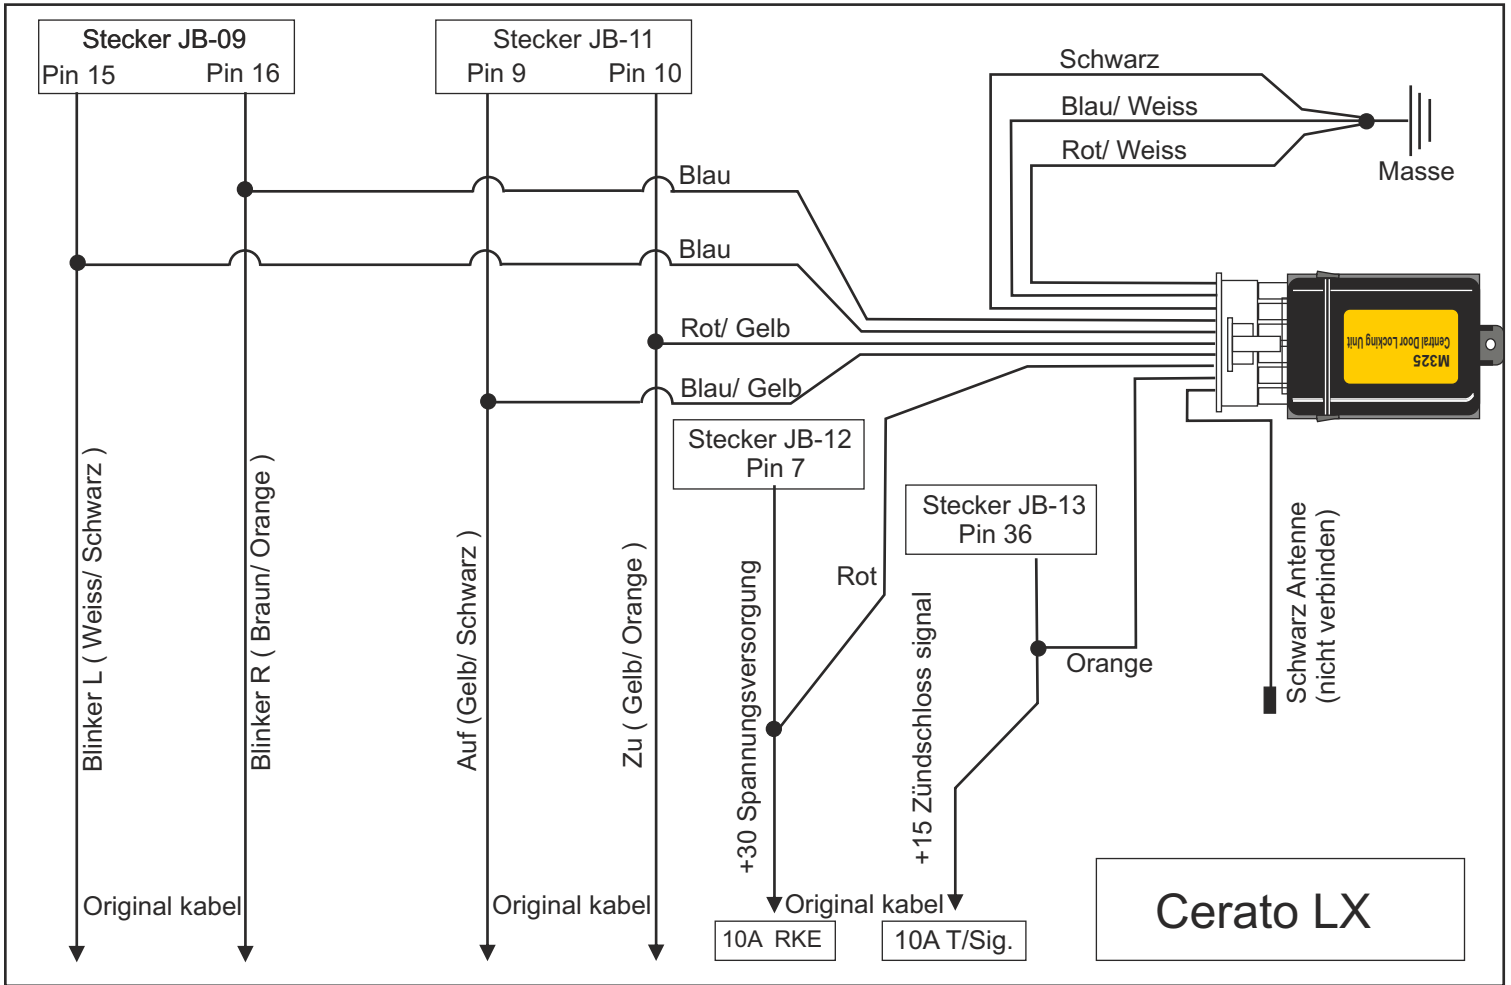 Stecker JB-09
Pin 15
Pin 16
Stecker JB-11
Pin 9
Pin 10
Schwarz
Blau/ Weiss
Rot/ Weiss
Masse
Blau
Blau
Rot/ Gelb
Blau/ Gelb
M325
Central Door Locking Unit
Stecker JB-12
Pin 7
Stecker JB-13
Pin 36
Rot
Orange
Blinker L ( Weiss/ Schwarz )
Blinker R ( Braun/ Orange )
Auf (Gelb/ Schwarz )
Zu ( Gelb/ Orange )
+30 Spannungsversorgung
+15 Zündschloss signal
Schwarz Antenne
(nicht verbinden)
Original kabel
Original kabel
Original kabel
10A RKE
10A T/Sig.
Cerato LX